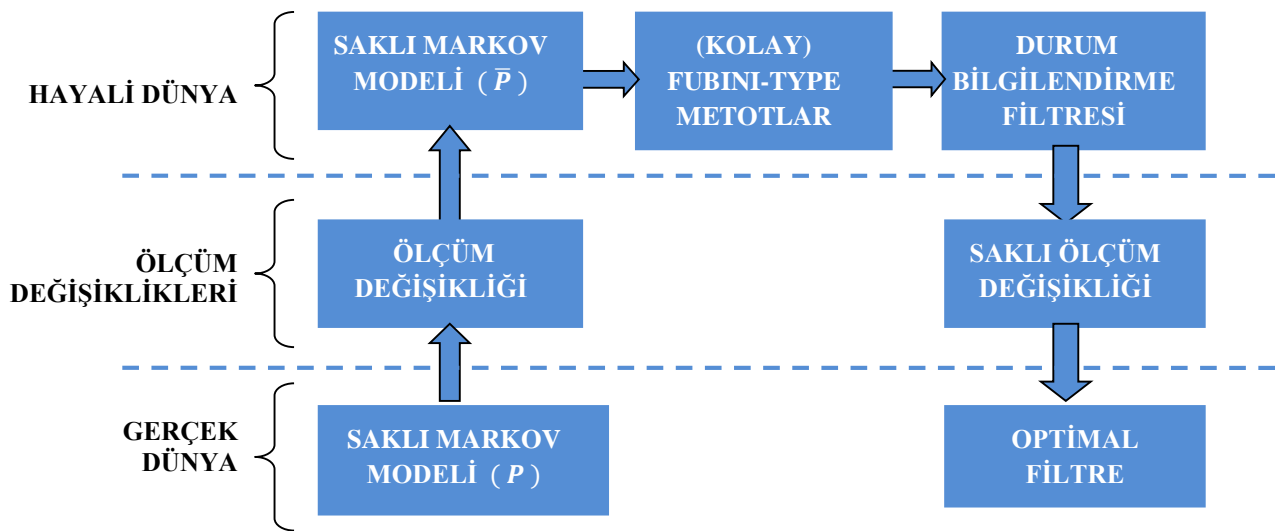 HAYALİ DÜNYA
SAKLI MARKOV
MODELİ ( P̅ )
(KOLAY)
FUBINI-TYPE
METOTLAR
DURUM
BİLGİLENDİRME
FİLTRESİ
ÖLÇÜM
DEĞİŞİKLİKLERİ
ÖLÇÜM
DEĞİŞİKLİĞİ
SAKLI ÖLÇÜM
DEĞİŞİKLİĞİ
GERÇEK
DÜNYA
SAKLI MARKOV
MODELİ ( P )
OPTİMAL
FİLTRE